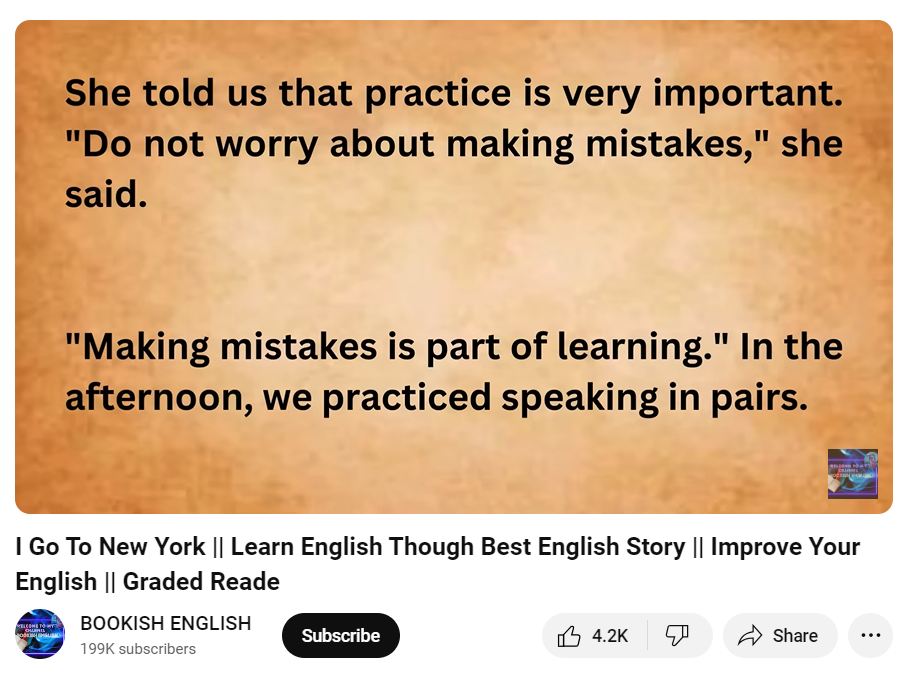 She told us that practice is very important.
"Do not worry about making mistakes," she
said.
"Making mistakes is part of learning." In the
afternoon, we practiced speaking in pairs.
I Go To New York || Learn English Though Best English Story || Improve Your
English || Graded Reade
BOOKISH ENGLISH
199K subscribers
Subscribe
4.2K
Share